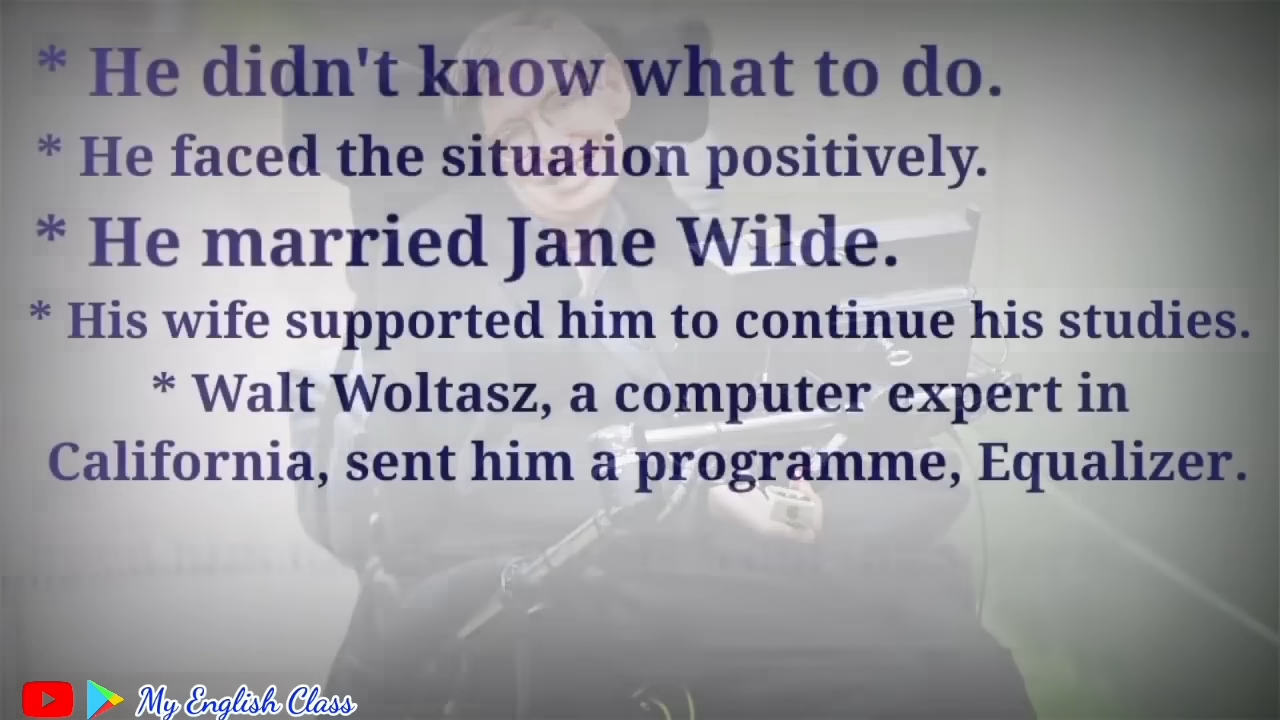 * He didn't know what to do.
* He faced the situation positively.
* He married Jane Wilde.
* His wife supported him to continue his studies.
* Walt Woltasz, a computer expert in
California, sent him a programme, Equalizer.
My English Class